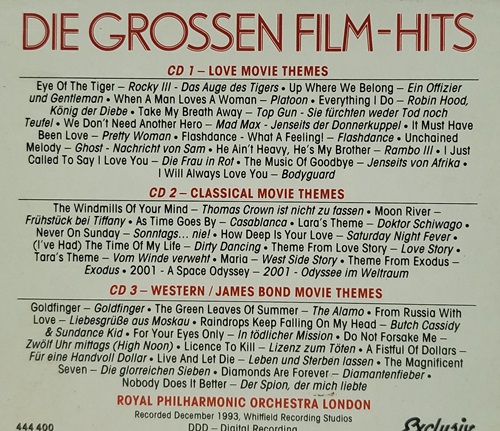 DIE GROSSEN FILM-HITS
CD 1 – LOVE MOVIE THEMES
Eye Of The Tiger – Rocky III - Das Auge des Tigers • Up Where We Belong – Ein Offizier
und Gentleman • When A Man Loves A Woman – Platoon • Everything I Do – Robin Hood,
König der Diebe • Take My Breath Away – Top Gun - Sie fürchten weder Tod noch
Teufel • We Don't Need Another Hero – Mad Max - Jenseits der Donnerkuppel • It Must Have
Been Love – Pretty Woman • Flashdance - What A Feeling! – Flashdance • Unchained
Melody – Ghost - Nachricht von Sam • He Ain't Heavy, He's My Brother – Rambo III • I Just
Called To Say I Love You – Die Frau in Rot • The Music Of Goodbye – Jenseits von Afrika •
I Will Always Love You – Bodyguard
CD 2 – CLASSICAL MOVIE THEMES
The Windmills Of Your Mind – Thomas Crown ist nicht zu fassen • Moon River –
Frühstück bei Tiffany • As Time Goes By – Casablanca • Lara's Theme – Doktor Schiwago •
Never On Sunday – Sonntags... nie! • How Deep Is Your Love – Saturday Night Fever •
(I've Had) The Time Of My Life – Dirty Dancing • Theme From Love Story – Love Story •
Tara's Theme – Vom Winde verweht • Maria – West Side Story • Theme From Exodus –
Exodus • 2001 - A Space Odyssey – 2001 - Odyssee im Weltraum
CD 3 – WESTERN / JAMES BOND MOVIE THEMES
Goldfinger – Goldfinger • The Green Leaves Of Summer – The Alamo • From Russia With
Love – Liebesgrüße aus Moskau • Raindrops Keep Falling On My Head – Butch Cassidy
& Sundance Kid • For Your Eyes Only – In tödlicher Mission • Do Not Forsake Me –
Zwölf Uhr mittags (High Noon) • Licence To Kill – Lizenz zum Töten • A Fistful Of Dollars –
Für eine Handvoll Dollar • Live And Let Die – Leben und Sterben lassen • The Magnificent
Seven – Die glorreichen Sieben • Diamonds Are Forever – Diamantenfieber •
Nobody Does It Better – Der Spion, der mich liebte
ROYAL PHILHARMONIC ORCHESTRA LONDON
Recorded December 1993, Whitfield Recording Studios
444 400
DDD – Digital Recording
Exclusiv